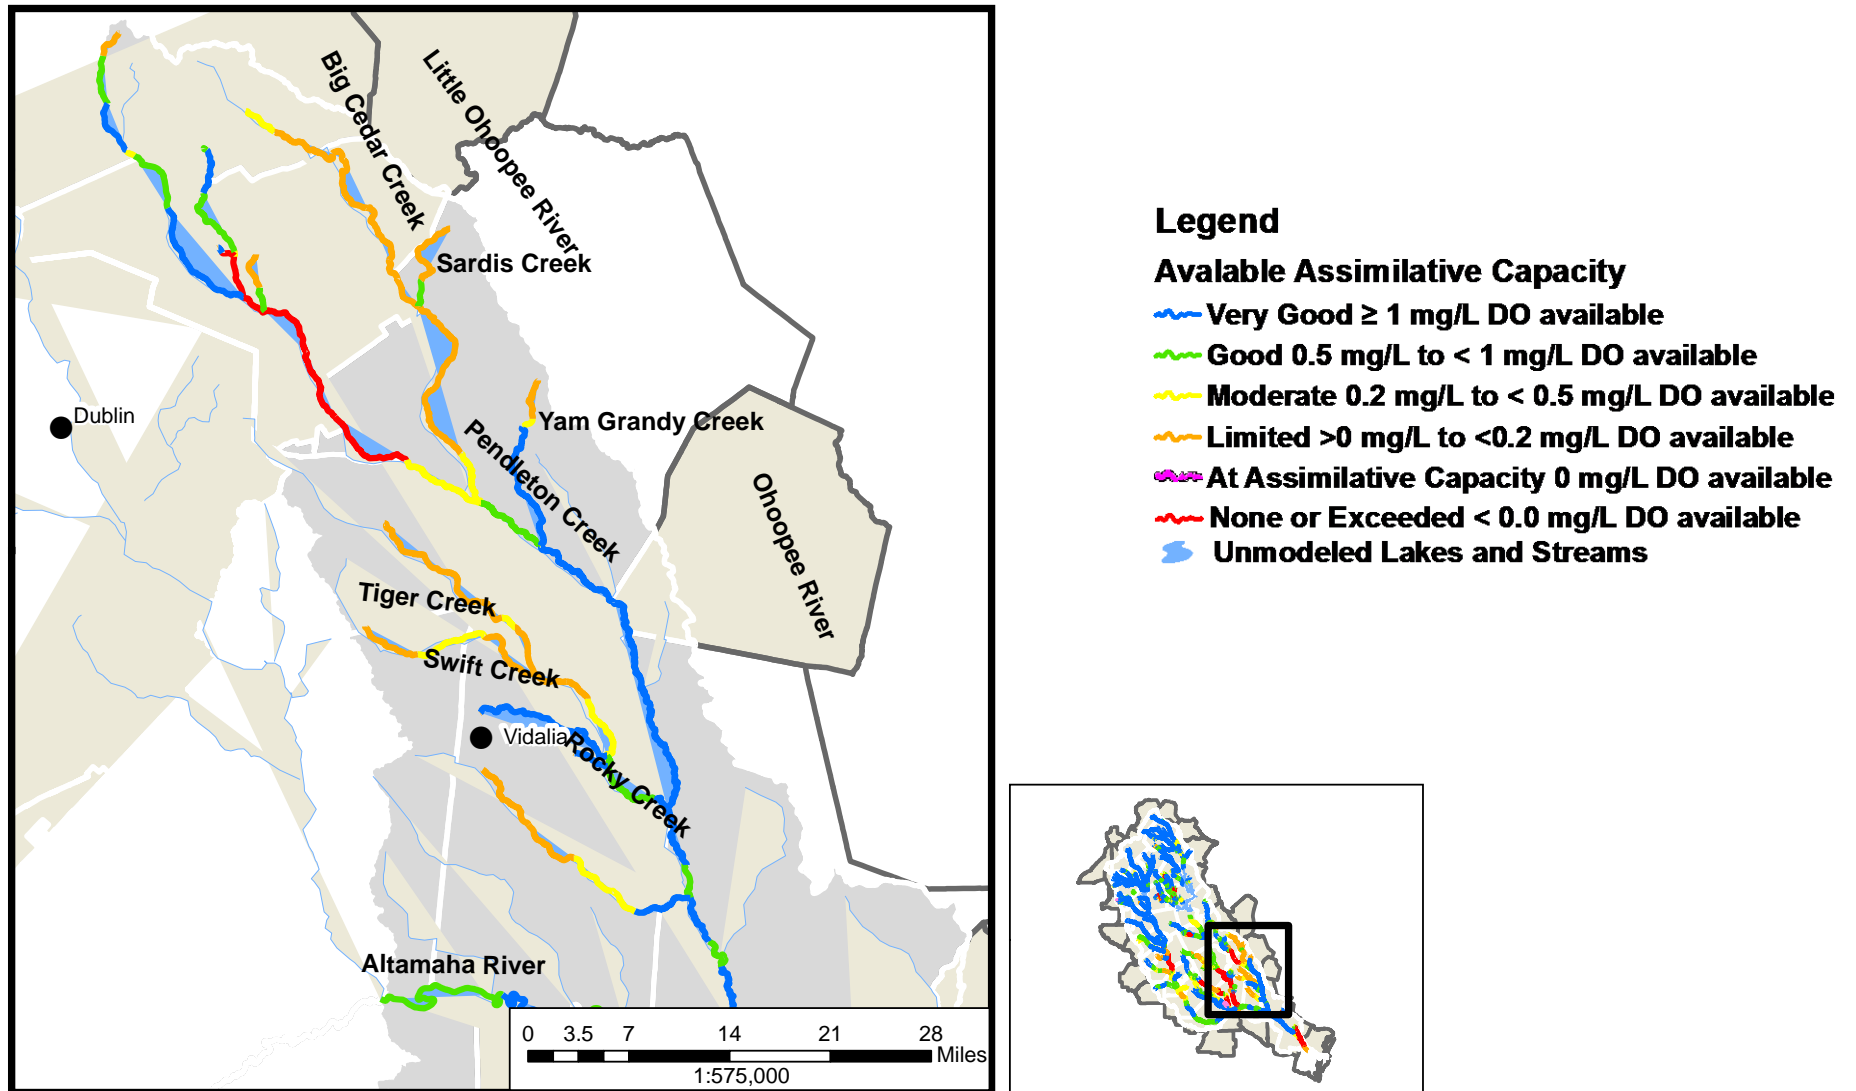 Big Cedar Creek
Little Ohoopee River
Sardis Creek
Dublin
Yam Grandy Creek
Pendleton Creek
Ohoopee River
Tiger Creek
Swift Creek
Vidalia
Rocky Creek
Altamaha River
0 3.5 7 14 21 28
Miles
1:575,000
Legend
Avalable Assimilative Capacity
Very Good ≥ 1 mg/L DO available
Good 0.5 mg/L to < 1 mg/L DO available
Moderate 0.2 mg/L to < 0.5 mg/L DO available
Limited >0 mg/L to <0.2 mg/L DO available
At Assimilative Capacity 0 mg/L DO available
None or Exceeded < 0.0 mg/L DO available
Unmodeled Lakes and Streams